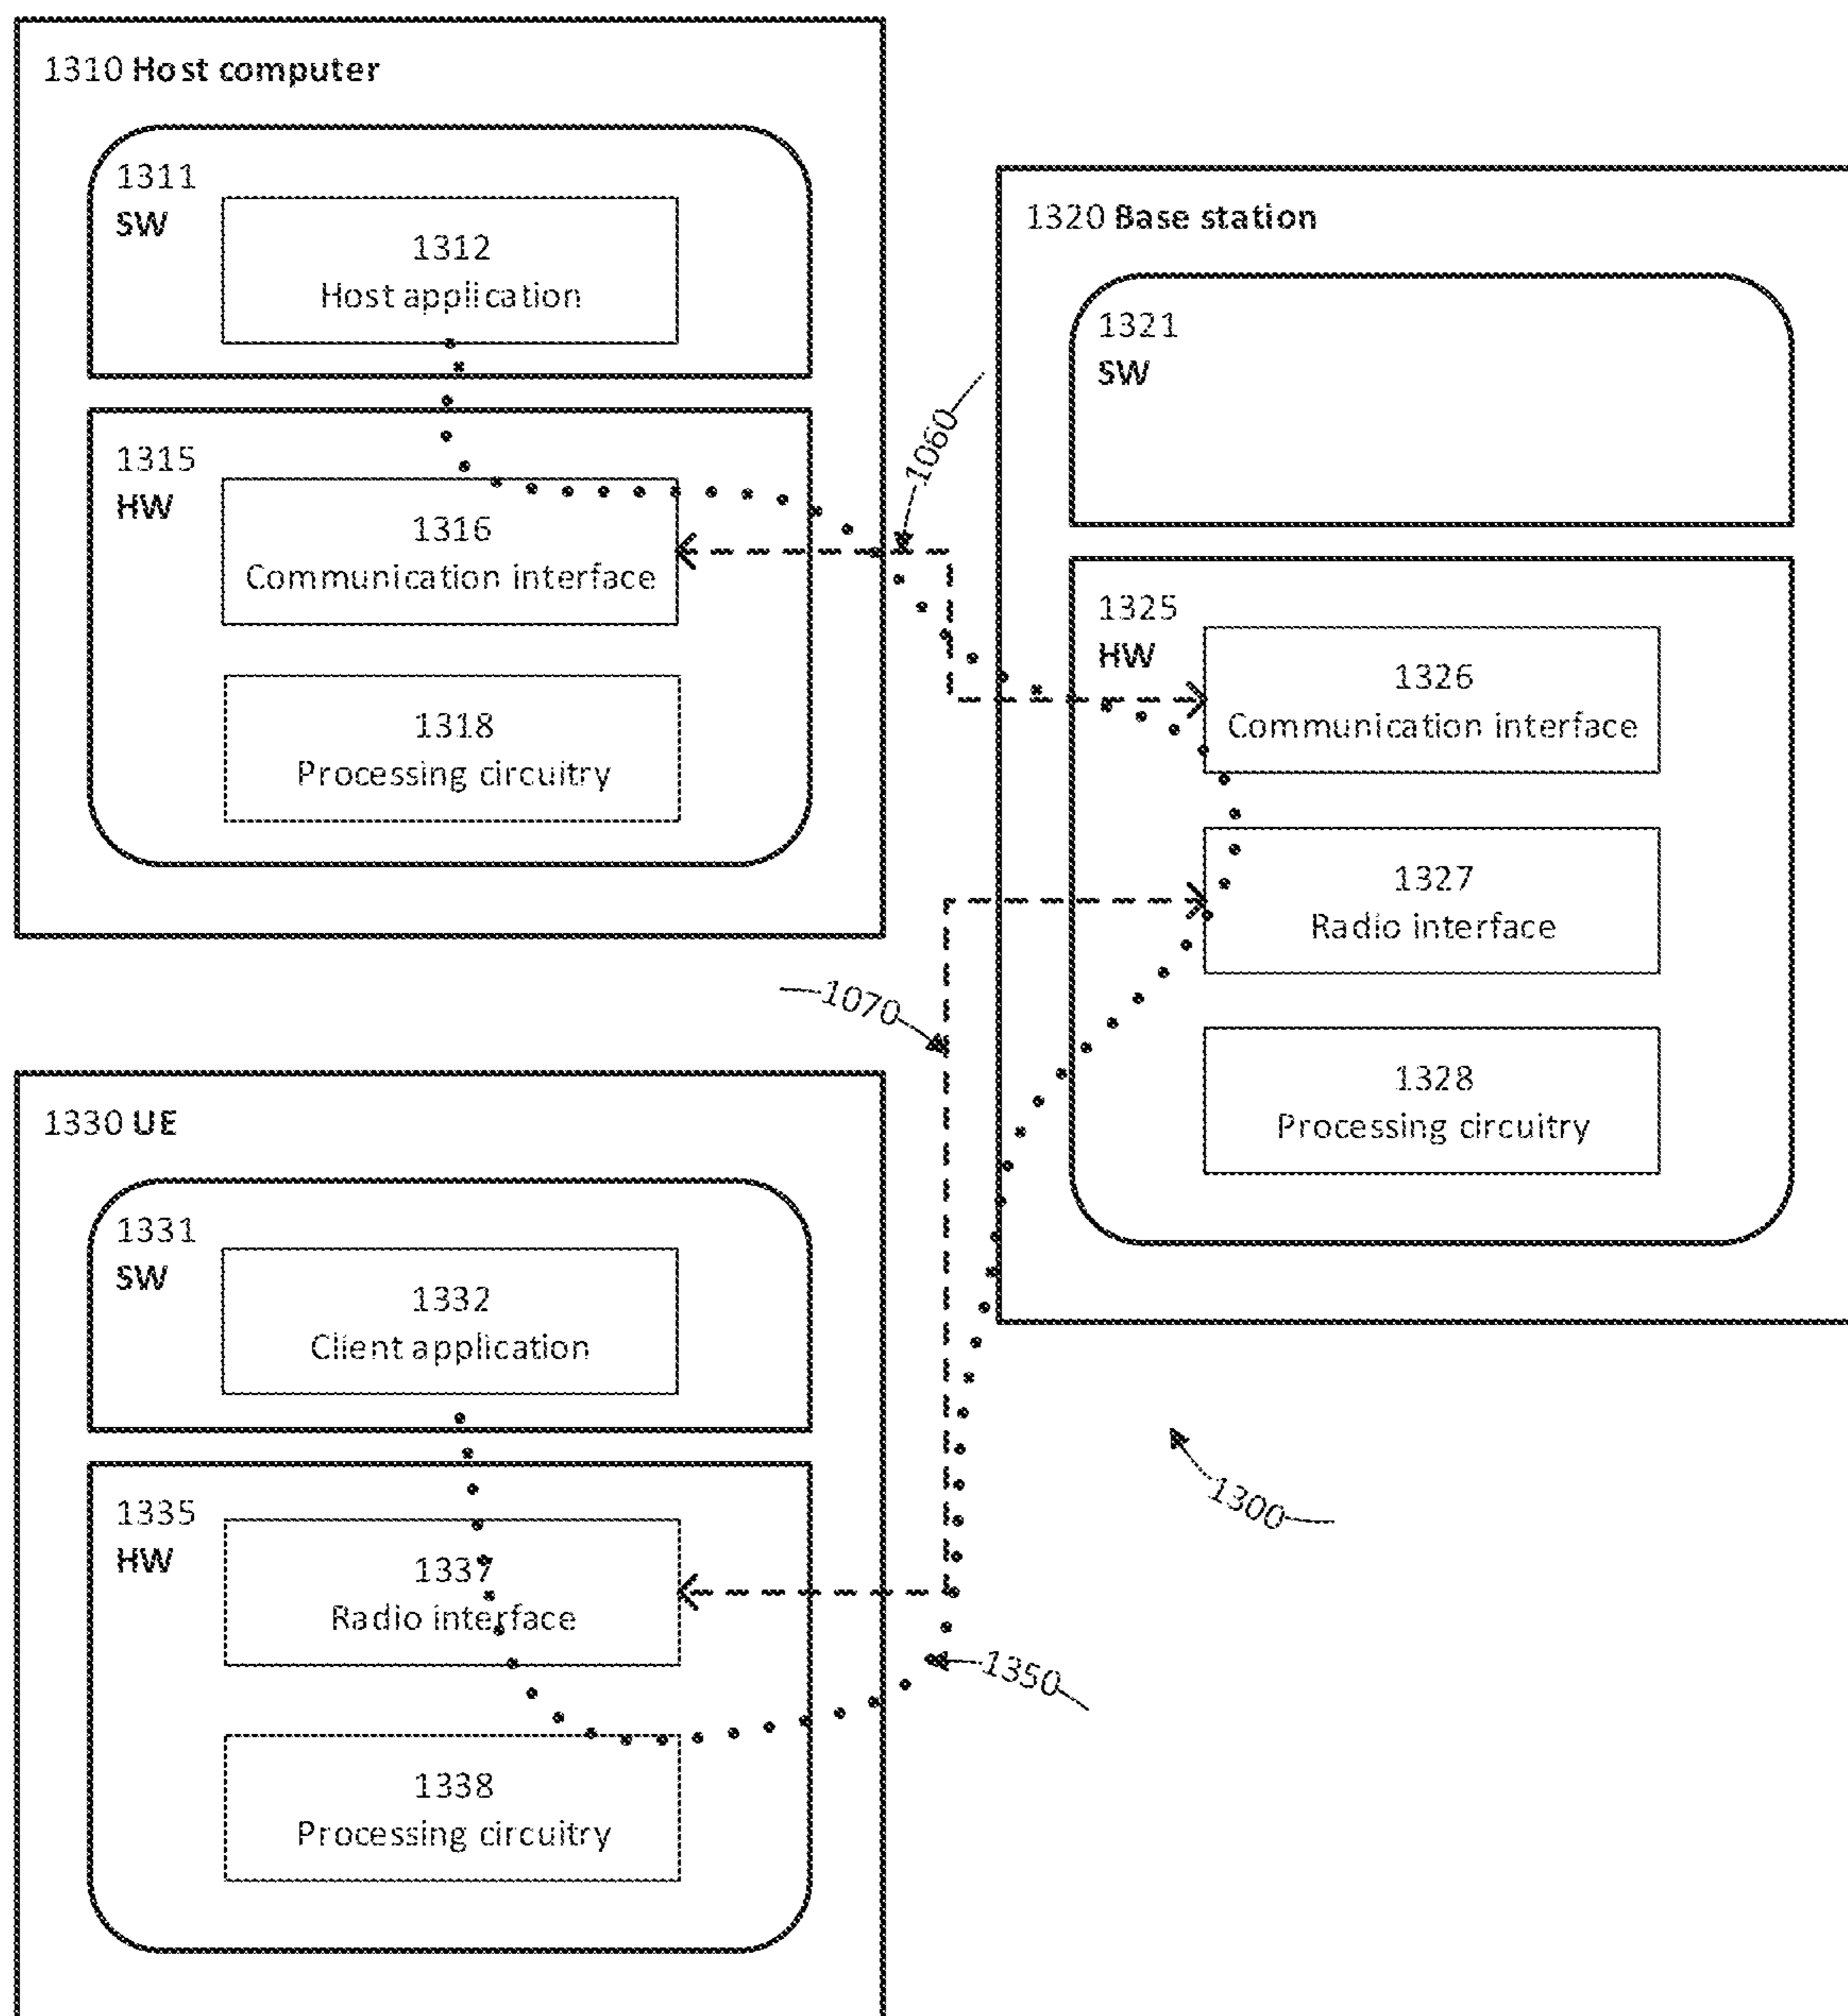 1310 Host computer
1311
SW
1312
Host application
1315
HW
1316
Communication interface
1318
Processing circuitry
1060
1320 Base station
1321
SW
1325
HW
1326
Communication interface
1327
Radio interface
1328
Processing circuitry
1070
1330 UE
1331
SW
1332
Client application
1335
HW
1337
Radio interface
1338
Processing circuitry
1300
1350